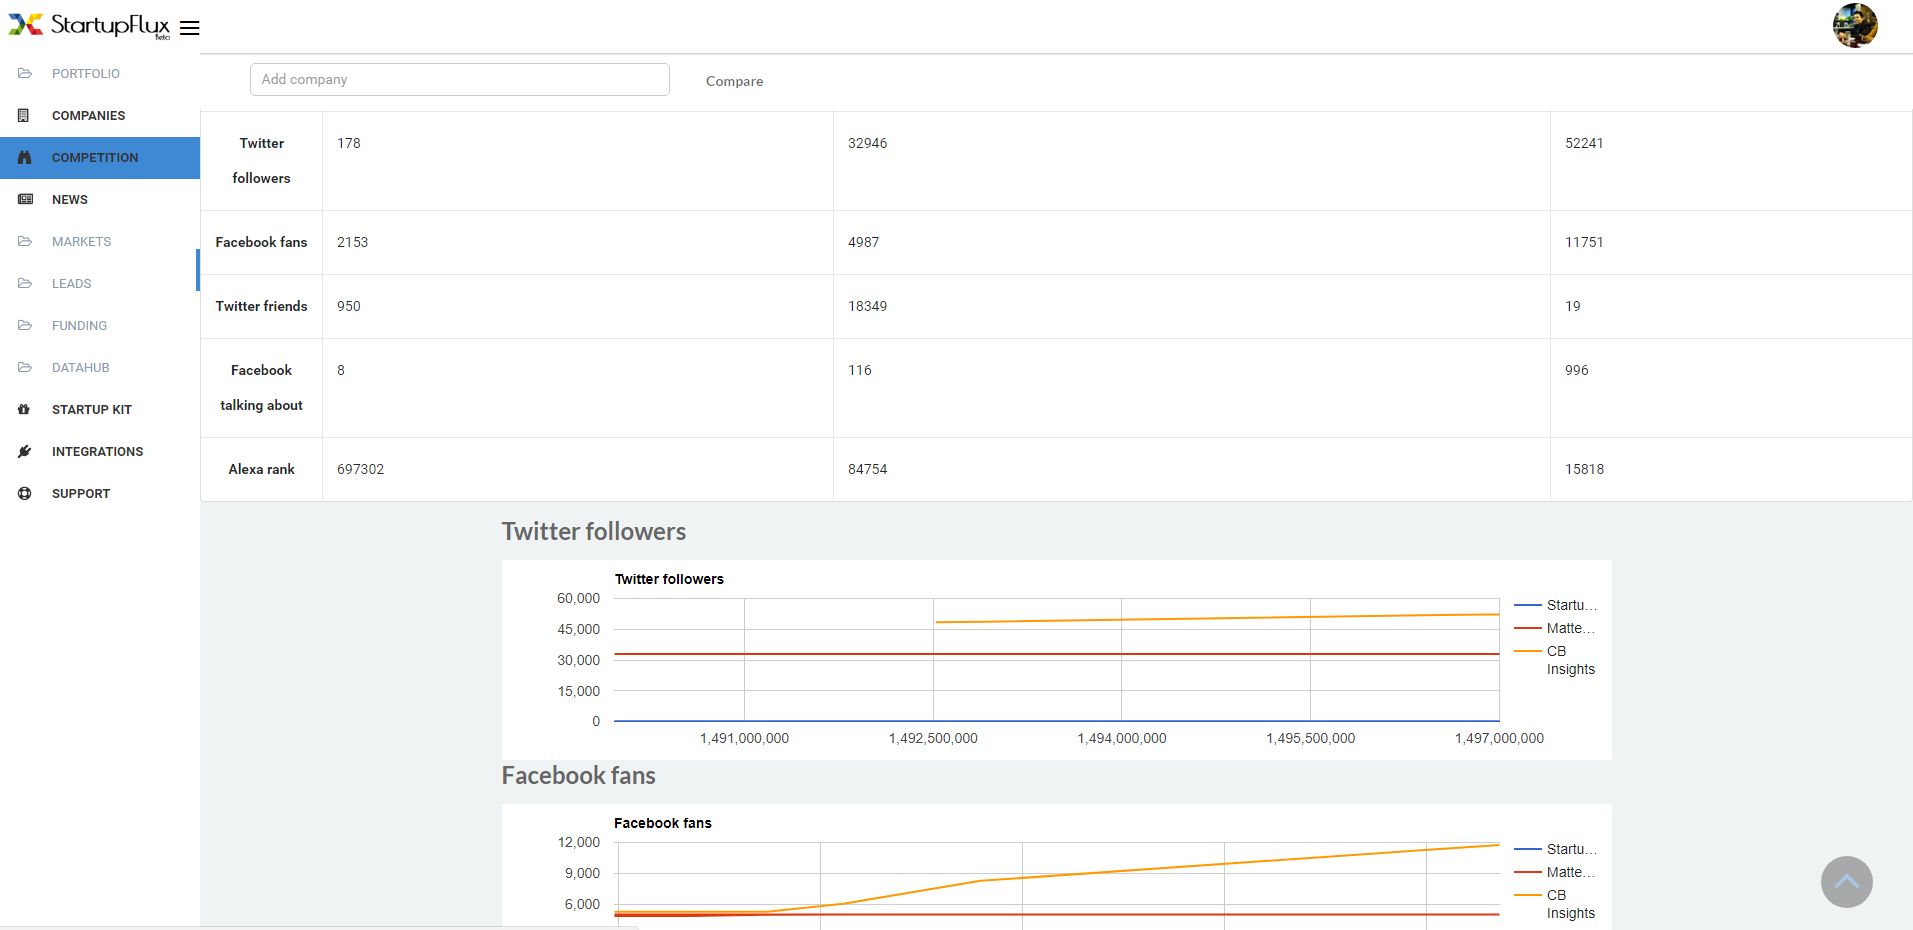 StartupFlux
Beta
PORTFOLIO
COMPANIES
COMPETITION
NEWS
MARKETS
LEADS
FUNDING
DATAHUB
STARTUP KIT
INTEGRATIONS
SUPPORT
Add company
Compare
Twitter
followers
178
32946
52241
Facebook fans
2153
4987
11751
Twitter friends
950
18349
19
Facebook
talking about
8
116
996
Alexa rank
697302
84754
15818
Twitter followers
Twitter followers
60,000
45,000
30,000
15,000
0
1,491,000,000
1,492,500,000
1,494,000,000
1,495,500,000
1,497,000,000
Startu...
Matte...
CB
Insights
Facebook fans
Facebook fans
12,000
9,000
6,000
Startu...
Matte...
CB
Insights